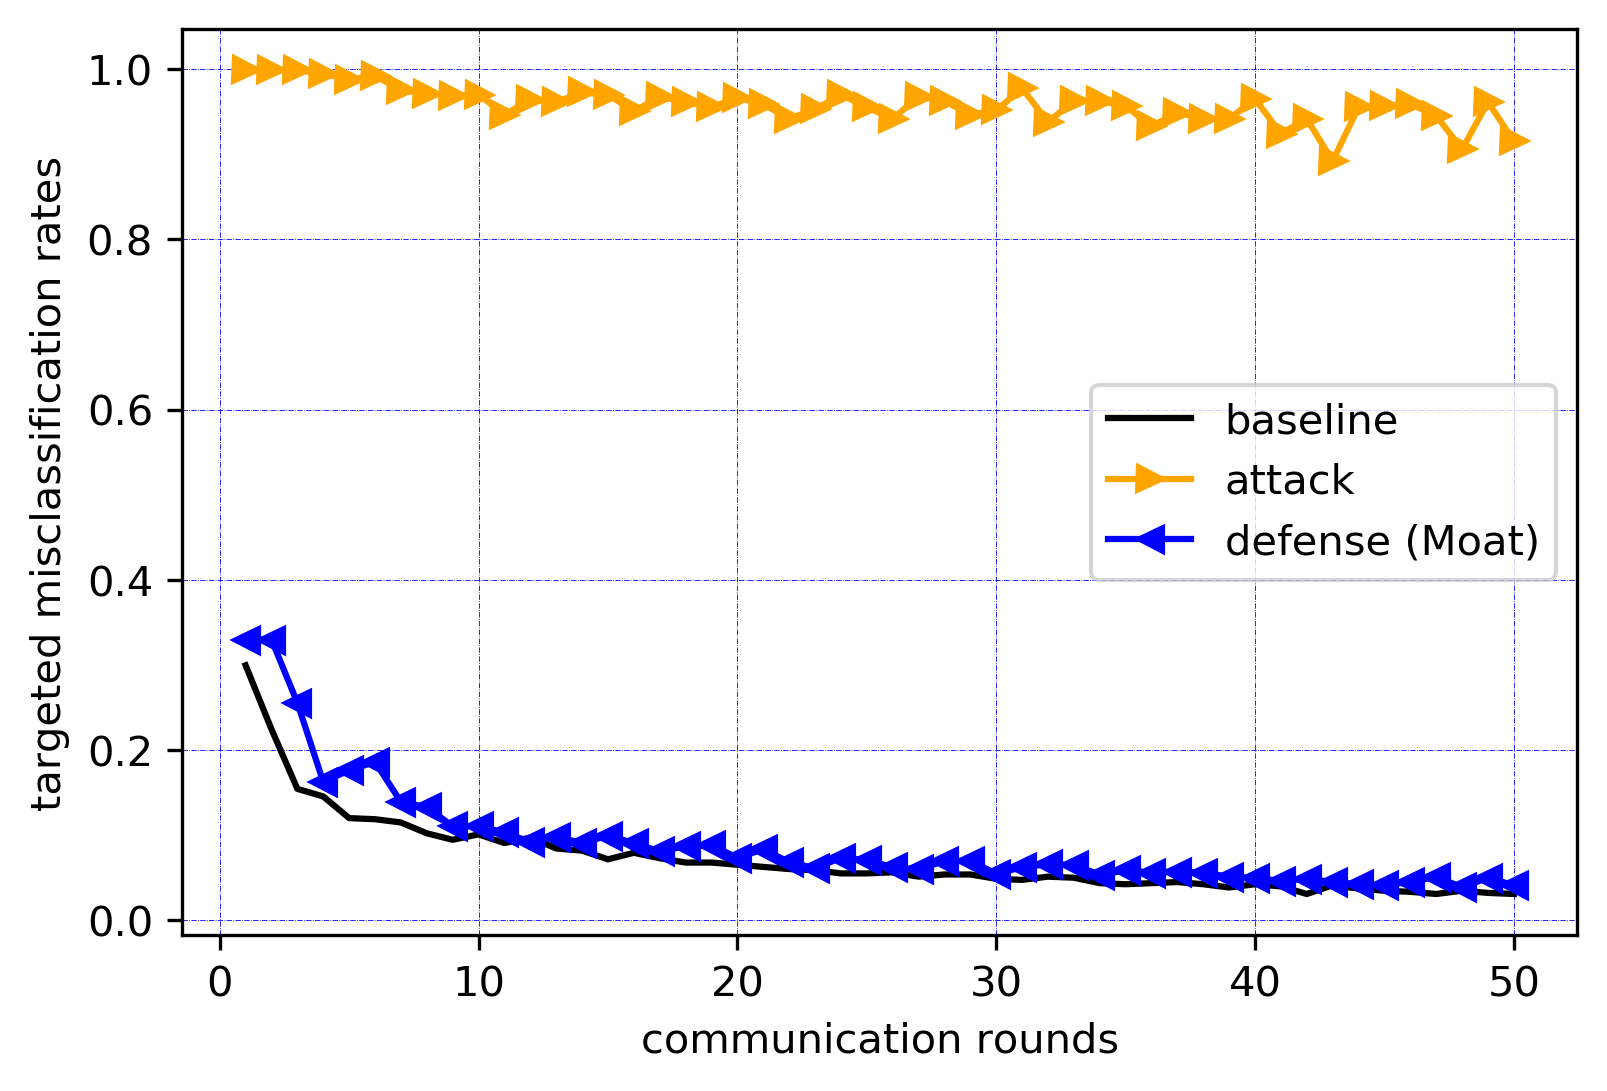 targeted misclassification rates
1.0
0.8
0.6
0.4
0.2
0.0
baseline
attack
defense (Moat)
0 10 20 30 40 50
communication rounds